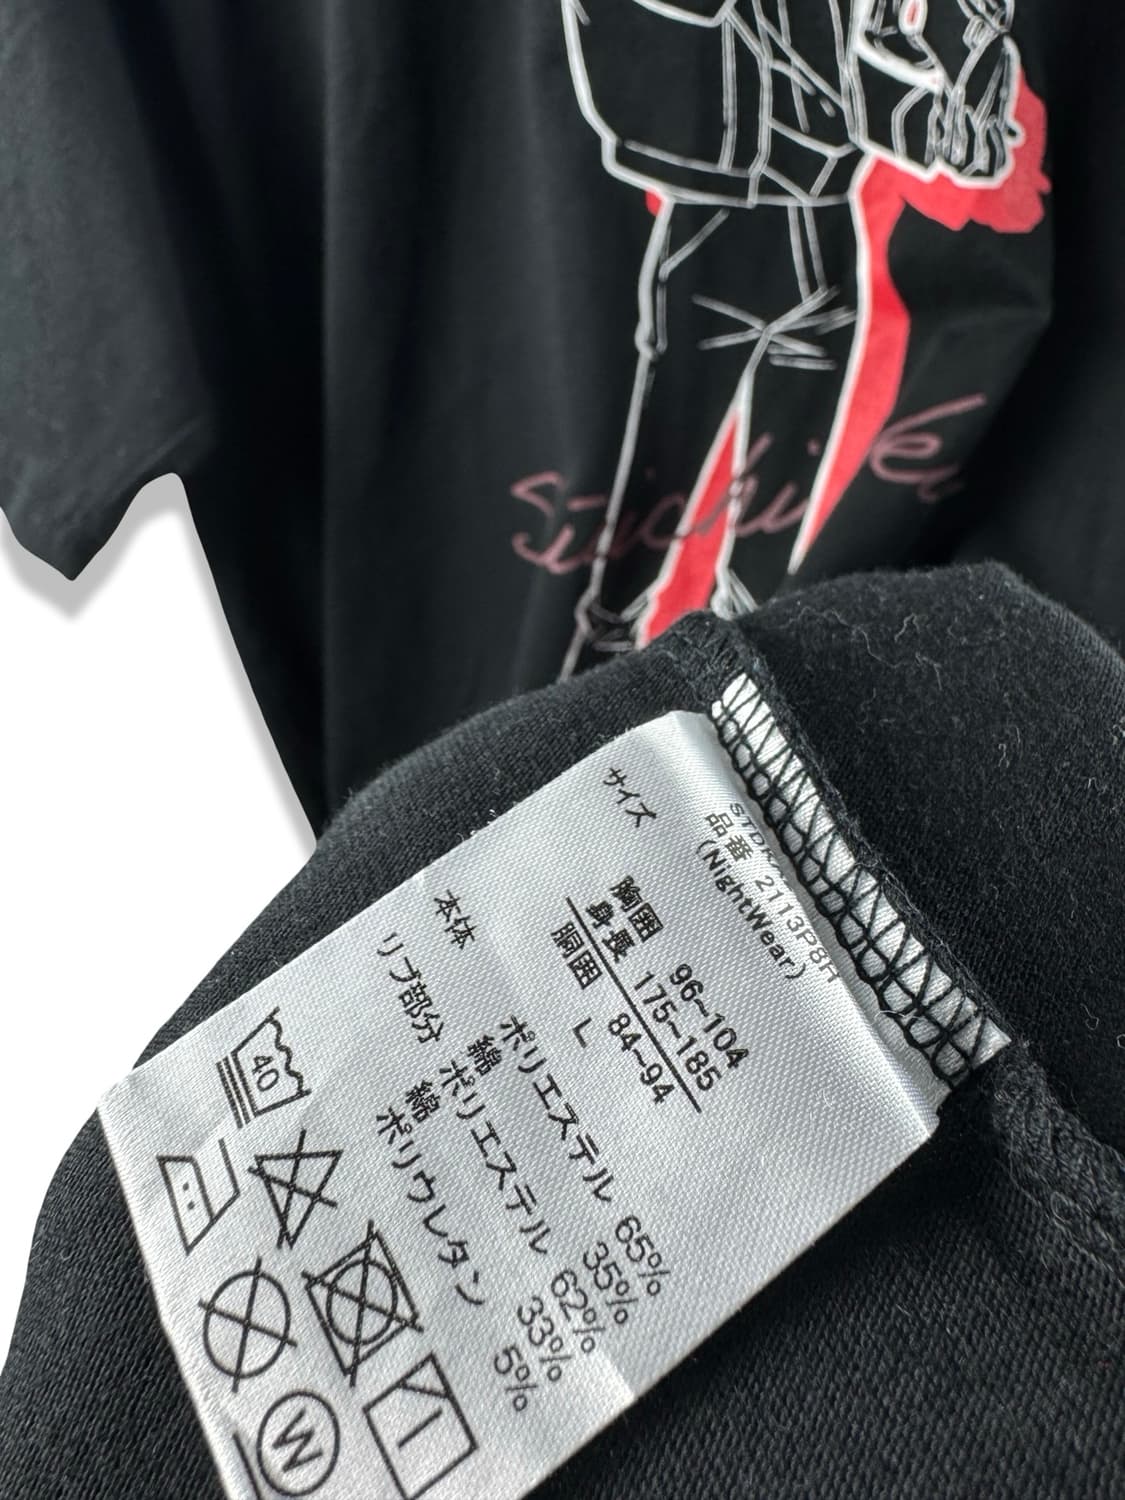 品番 2113P8H
(NightWear)
サイズ
胸囲 96~104
身長 175~185
胴囲 84~94
L
本体
ポリエステル 65%
綿 35%
リブ部分
ポリエステル 62%
綿 33%
ポリウレタン 5%
40
W